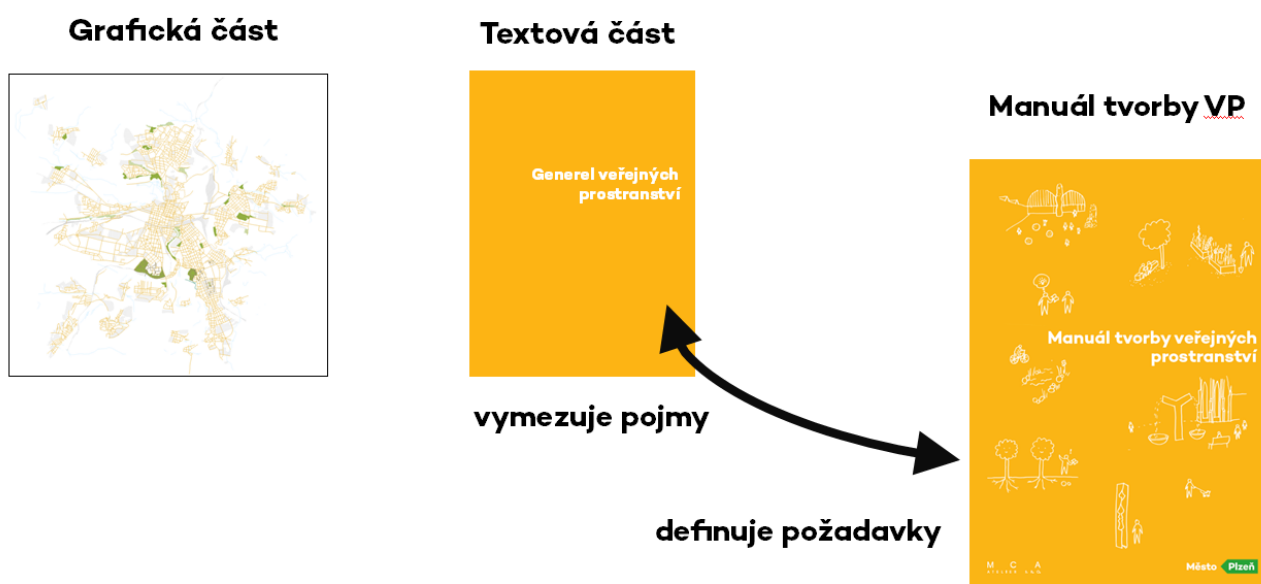 Grafická část
Textová část
Manuál tvorby VP
Generel veřejných
prostranství
Manuál tvorby veřejných
prostranství
vymezuje pojmy
definuje požadavky
M C A
Město Plzeň